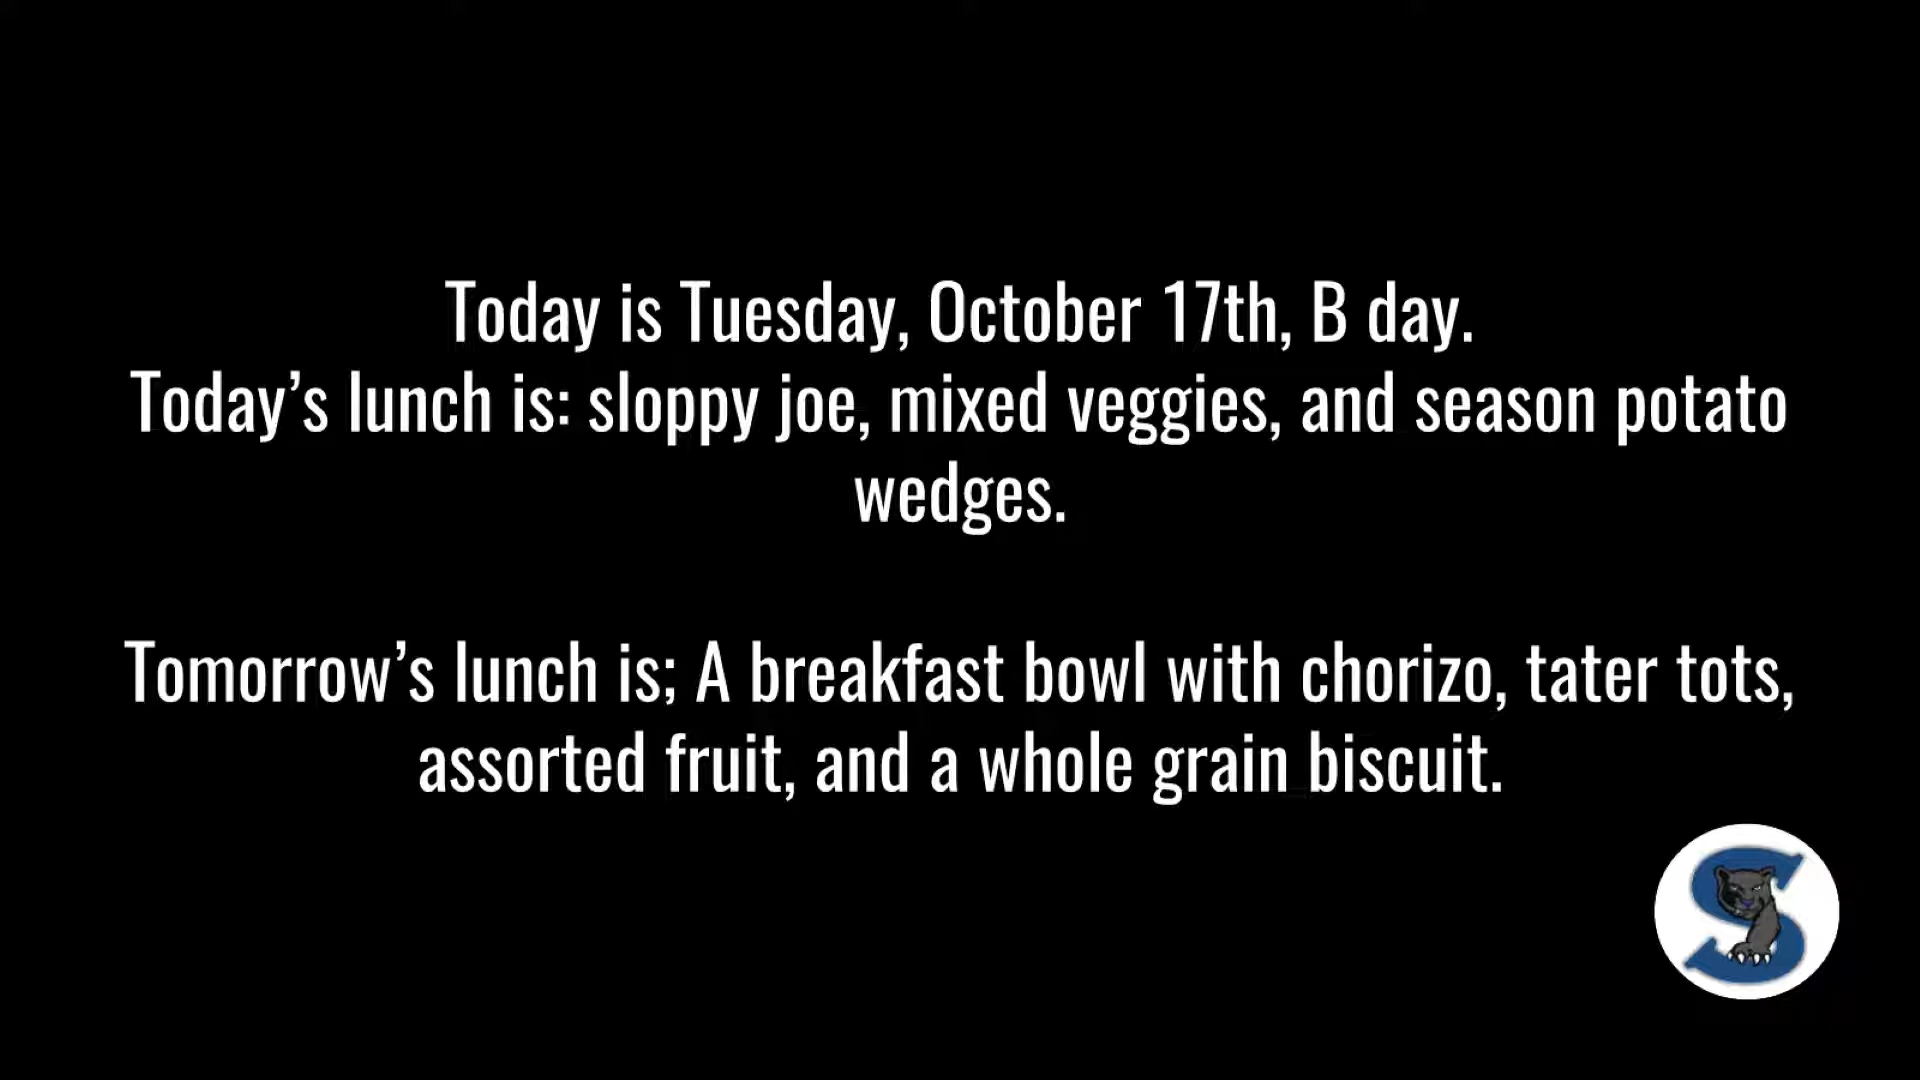 Today is Tuesday, October 17th, B day.
Today’s lunch is: sloppy joe, mixed veggies, and season potato
wedges.
Tomorrow’s lunch is; A breakfast bowl with chorizo, tater tots,
assorted fruit, and a whole grain biscuit.
S